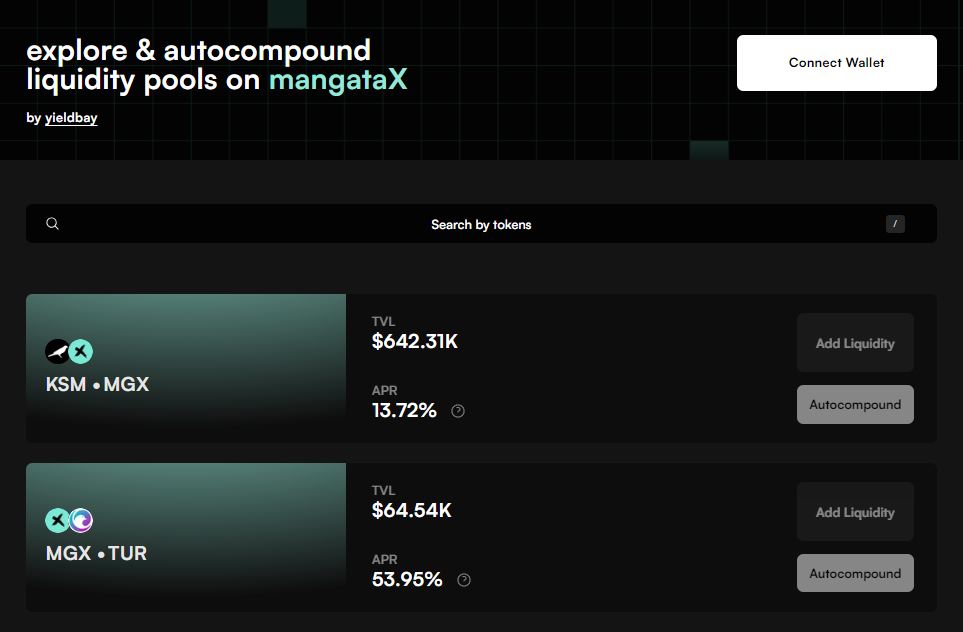 explore & autocompound
liquidity pools on mangataX
Connect Wallet
by yieldbay
Search by tokens
/
TVL
$642.31K
Add Liquidity
KSM • MGX
APR
13.72% ?
Autocompound
TVL
$64.54K
Add Liquidity
MGX • TUR
APR
53.95% ?
Autocompound